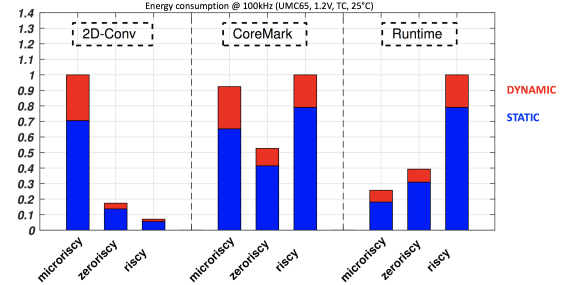 Energy consumption @ 100kHz (UMC65, 1.2V, TC, 25°C)
1.4
1.3
1.2
1.1
1
0.9
0.8
0.7
0.6
0.5
0.4
0.3
0.2
0.1
0
2D-Conv
CoreMark
Runtime
DYNAMIC
STATIC
microriscy
zeroriscy
riscy
microriscy
zeroriscy
riscy
microriscy
zeroriscy
riscy